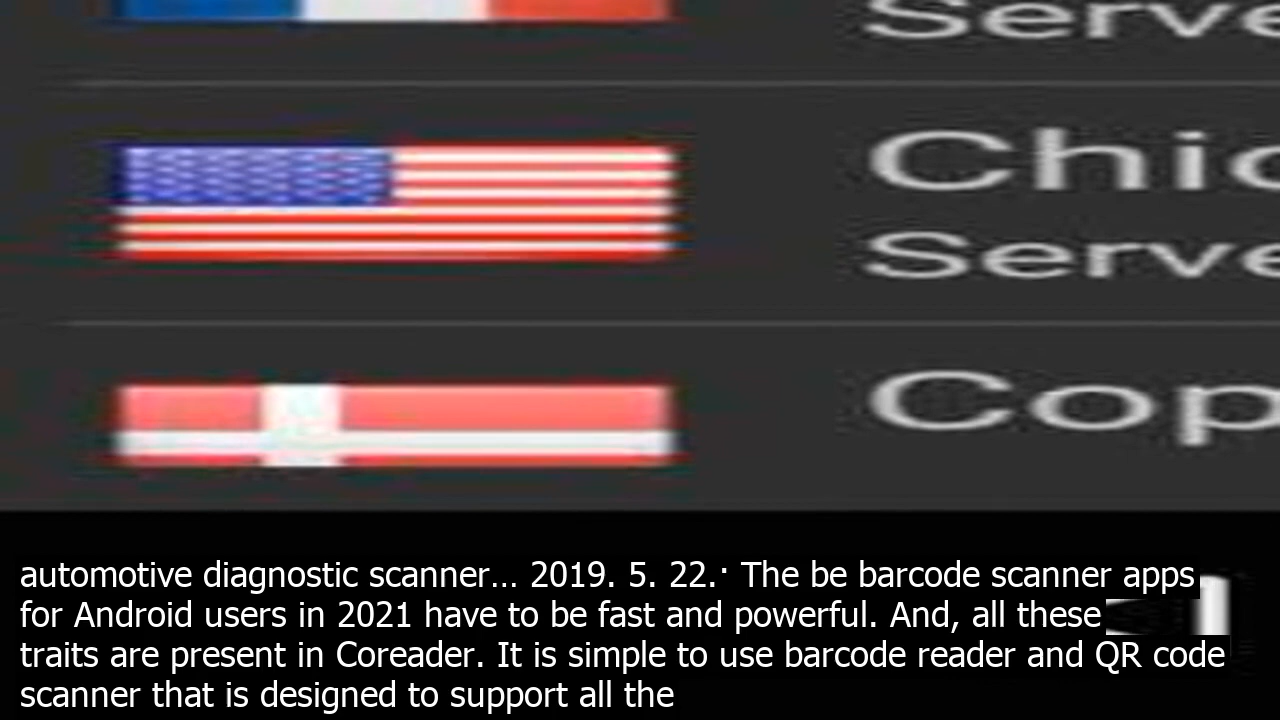 Serve
Chic
Serve
Cop
automotive diagnostic scanner... 2019. 5. 22.· The be barcode scanner apps
for Android users in 2021 have to be fast and powerful. And, all these
traits are present in Coreader. It is simple to use barcode reader and QR code
scanner that is designed to support all the